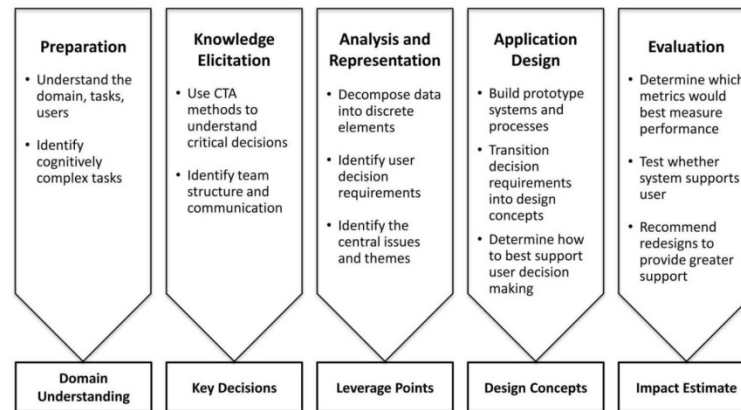 Preparation
• Understand the
domain, tasks,
users
• Identify
cognitively
complex tasks
Domain
Understanding
Knowledge
Elicitation
• Use CTA
methods to
understand
critical decisions
• Identify team
structure and
communication
Key Decisions
Analysis and
Representation
• Decompose data
into discrete
elements
• Identify user
decision
requirements
• Identify the
central issues
and themes
Leverage Points
Application
Design
• Build prototype
systems and
processes
• Transition
decision
requirements
into design
concepts
• Determine how
to best support
user decision
making
Design Concepts
Evaluation
• Determine which
metrics would
best measure
performance
• Test whether
system supports
user
• Recommend
redesigns to
provide greater
support
Impact Estimate